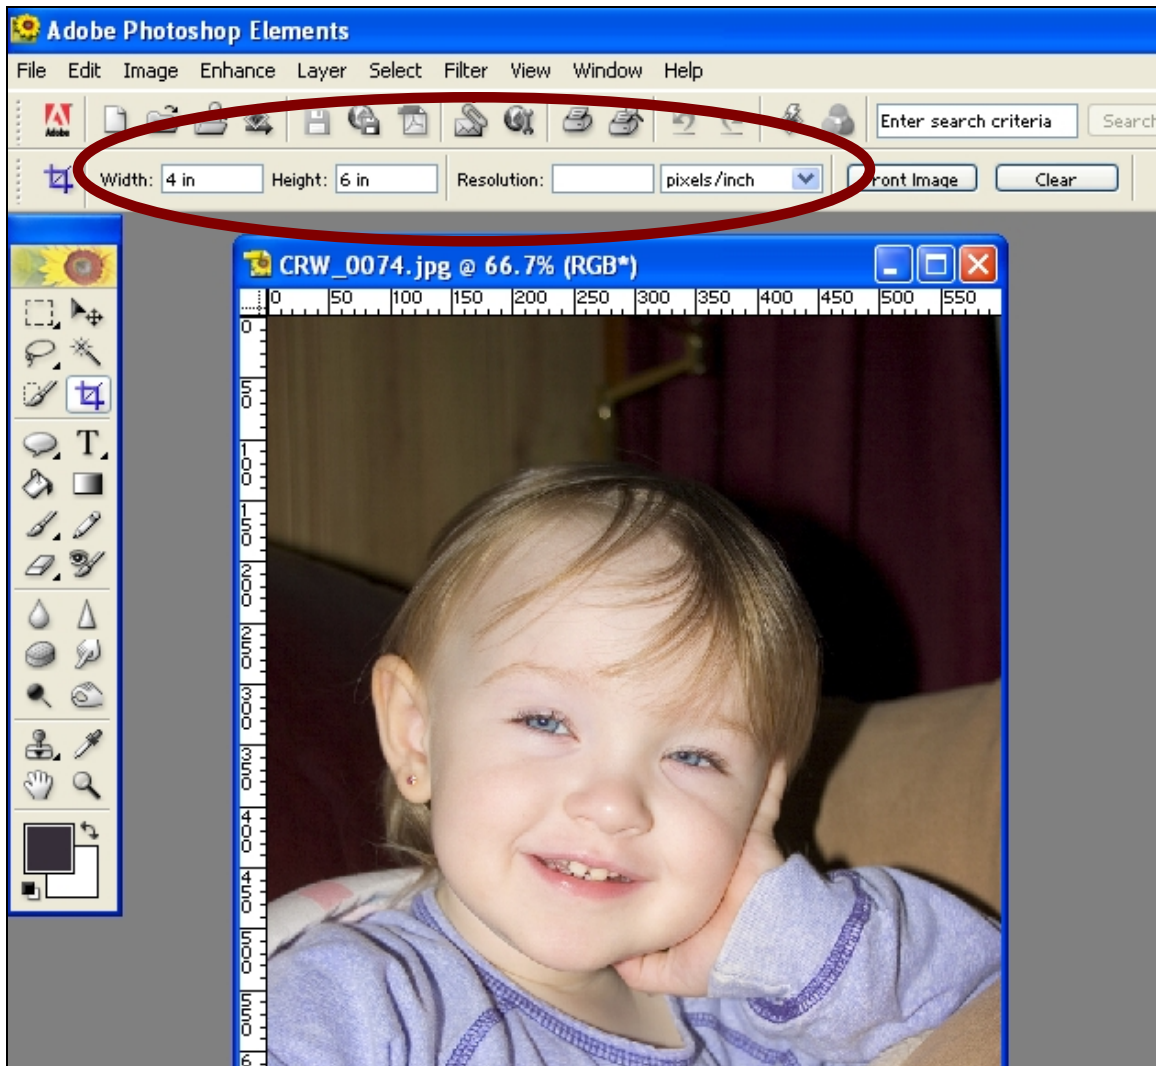 Adobe Photoshop Elements
File Edit Image Enhance Layer Select Filter View Window Help
Adobe Enter search criteria Search
Width: 4 in Height: 6 in Resolution: pixels/inch Front Image Clear
CRW_0074.jpg @ 66.7% (RGB*)
0 50 100 150 200 250 300 350 400 450 500 550
0
50
100
150
200
250
300
350
400
450
500
550
6
T